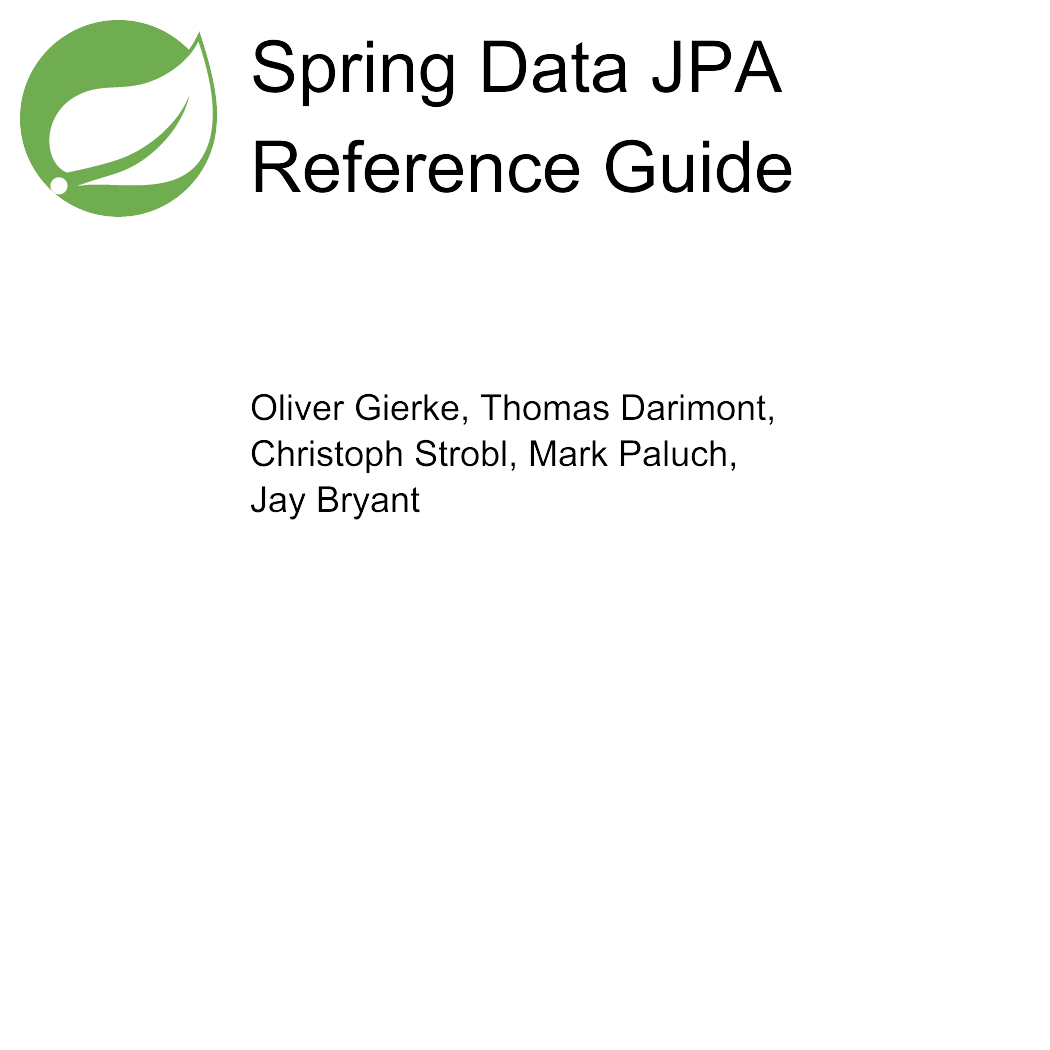 Spring Data JPA
Reference Guide
Oliver Gierke, Thomas Darimont,
Christoph Strobl, Mark Paluch,
Jay Bryant